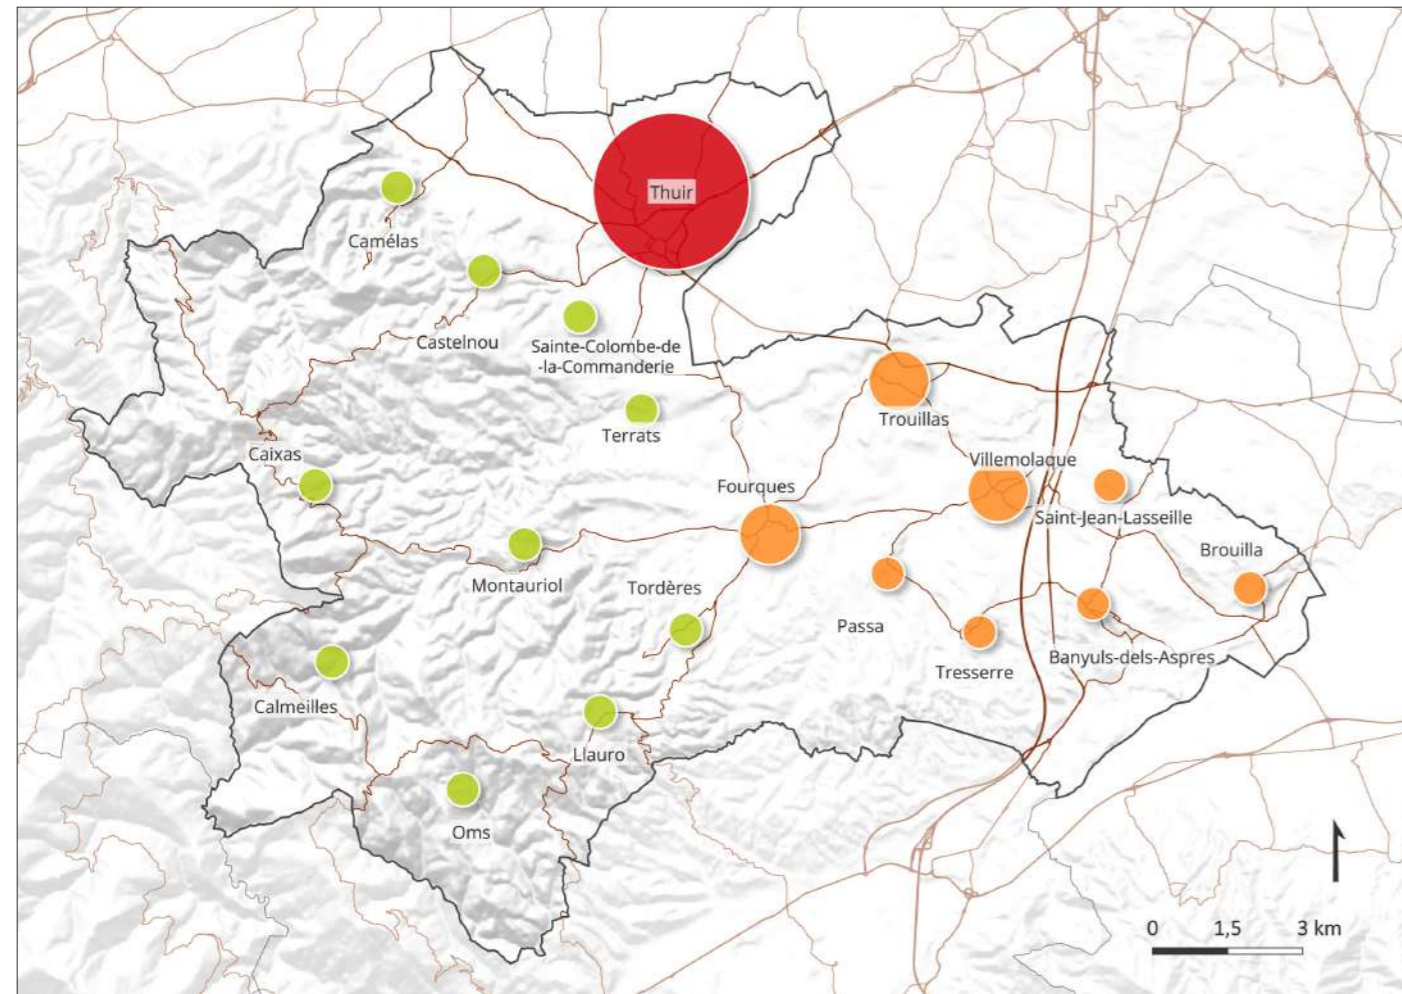 Thuir
Camélas
Castelnou
Sainte-Colombe-de
-la-Commanderie
Trouillas
Terrats
Caixas
Villemolaque
Fourques
Saint-Jean-Lasseille
Brouilla
Montauriol
Tordères
Passa
Banyuls-dels-Aspres
Tresserre
Calmeilles
Llauro
Oms
0 1,5 3 km